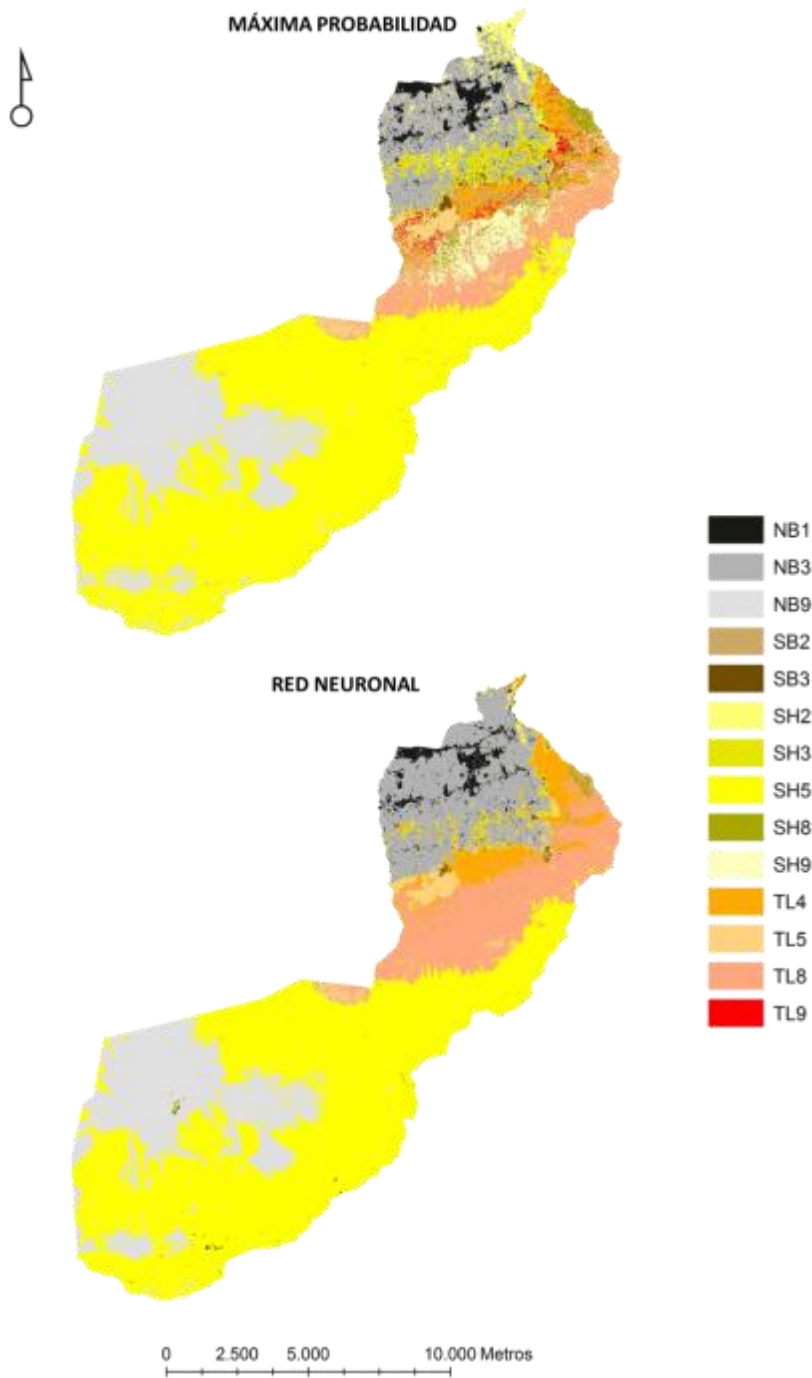 MÁXIMA PROBABILIDAD
NB1
NB3
NB9
SB2
SB3
SH2
SH3
SH5
SH8
SH9
TL4
TL5
TL8
TL9
RED NEURONAL
0 2.500 5.000 10.000 Metros